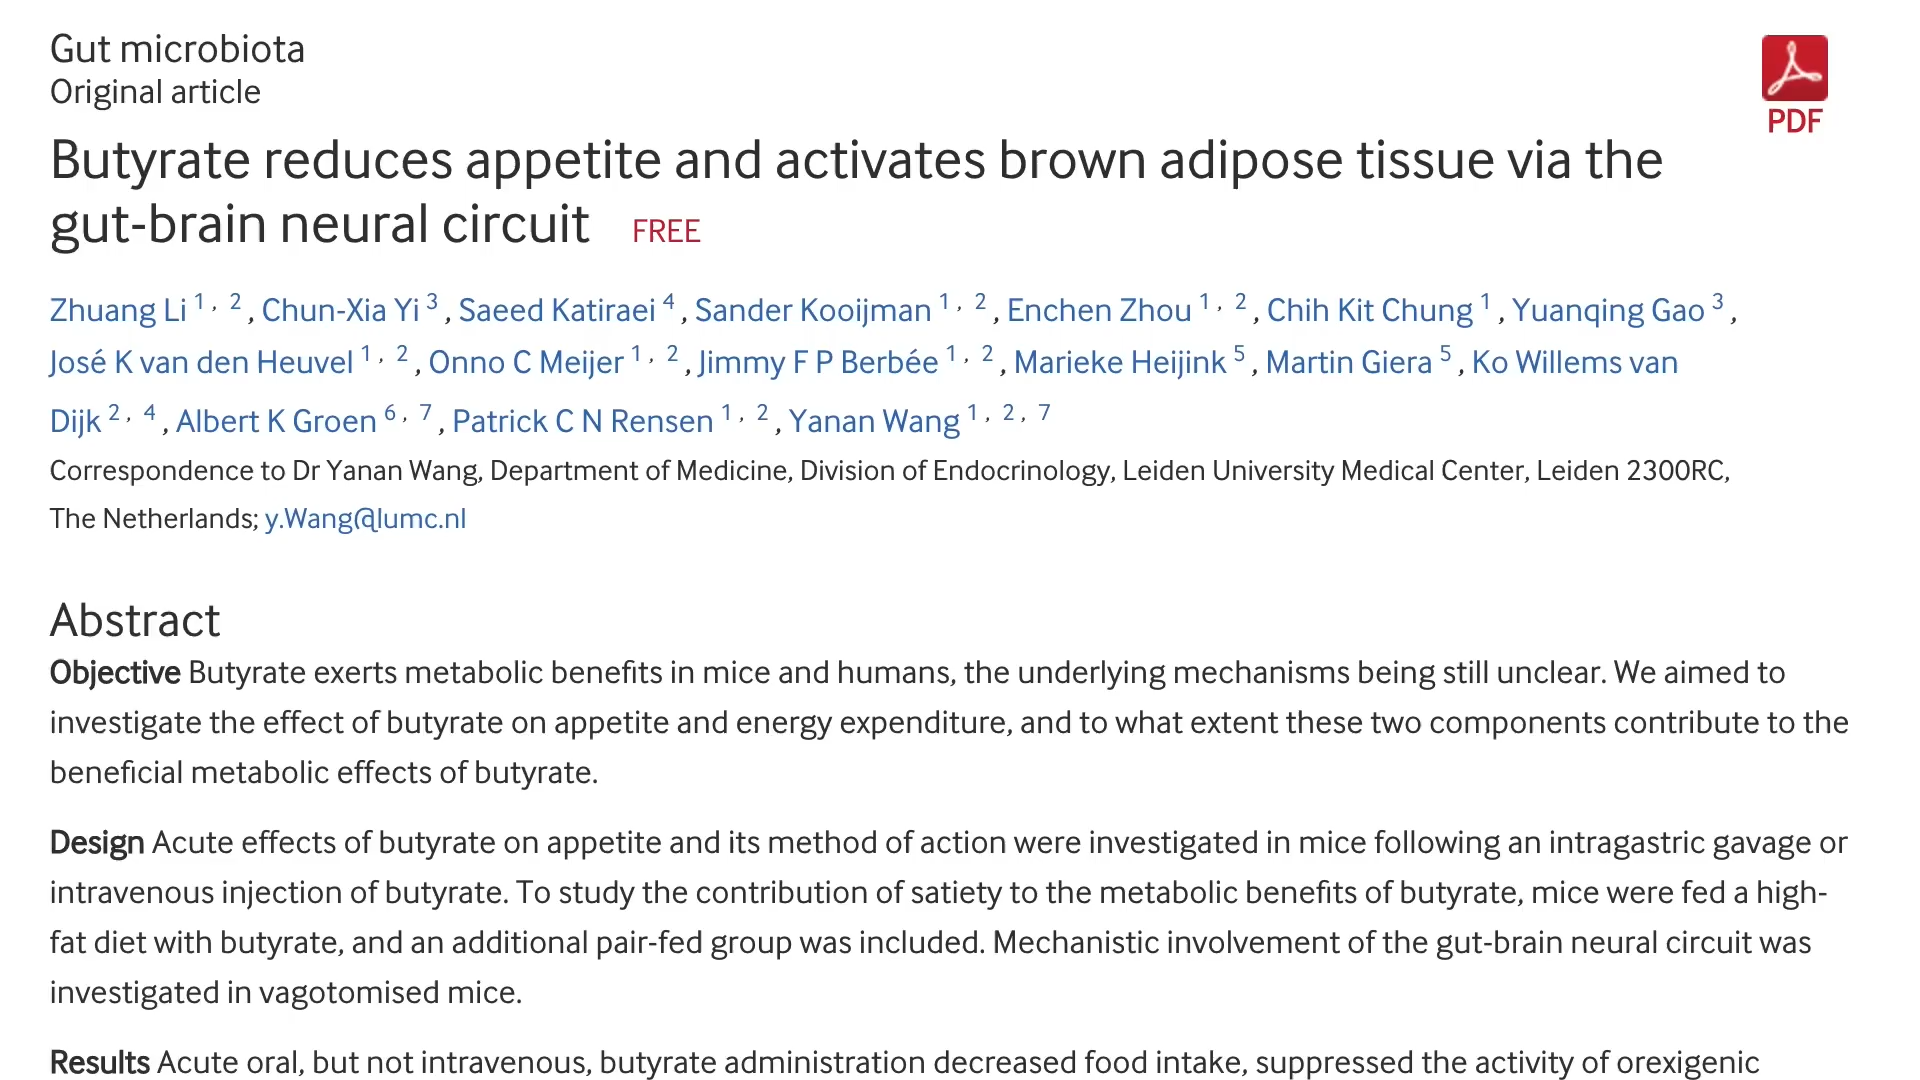 Gut microbiota
Original article
PDF
Butyrate reduces appetite and activates brown adipose tissue via the
gut-brain neural circuit FREE
Zhuang Li 1, 2, Chun-Xia Yi 3, Saeed Katiraei 4, Sander Kooijman 1, 2, Enchen Zhou 1, 2, Chih Kit Chung 1, Yuanqing Gao 3,
José K van den Heuvel 1, 2, Onno C Meijer 1, 2, Jimmy F P Berbée 1, 2, Marieke Heijink 5, Martin Giera 5, Ko Willems van
Dijk 2, 4, Albert K Groen 6, 7, Patrick C N Rensen 1, 2, Yanan Wang 1, 2, 7
Correspondence to Dr Yanan Wang, Department of Medicine, Division of Endocrinology, Leiden University Medical Center, Leiden 2300RC,
The Netherlands; y.Wang@lumc.nl
Abstract
Objective Butyrate exerts metabolic benefits in mice and humans, the underlying mechanisms being still unclear. We aimed to
investigate the effect of butyrate on appetite and energy expenditure, and to what extent these two components contribute to the
beneficial metabolic effects of butyrate.
Design Acute effects of butyrate on appetite and its method of action were investigated in mice following an intragastric gavage or
intravenous injection of butyrate. To study the contribution of satiety to the metabolic benefits of butyrate, mice were fed a high-
fat diet with butyrate, and an additional pair-fed group was included. Mechanistic involvement of the gut-brain neural circuit was
investigated in vagotomised mice.
Results Acute oral, but not intravenous, butyrate administration decreased food intake, suppressed the activity of orexigenic